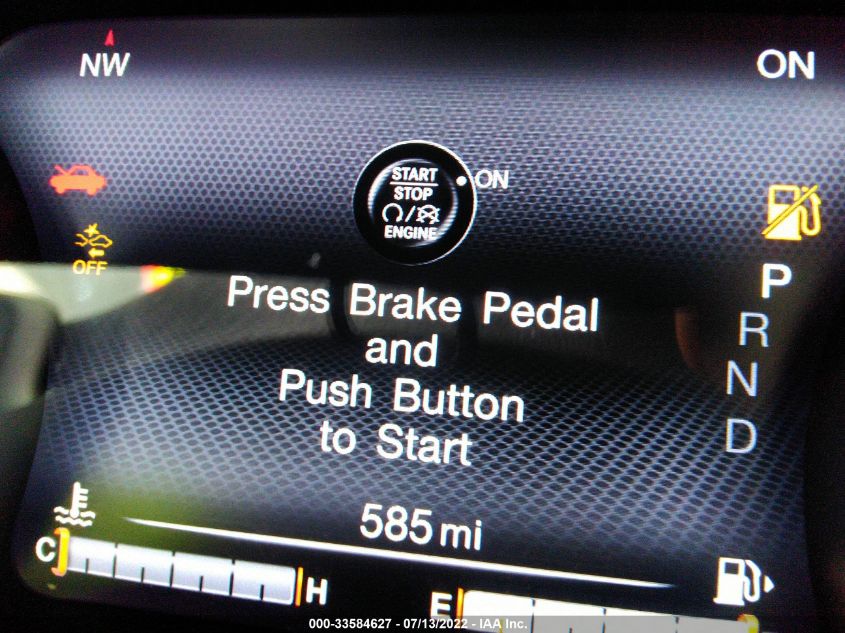 NW
ON
START
STOP
ENGINE
ON
OFF
Press Brake Pedal
and
Push Button
to Start
P
R
N
D
585 mi
C
H
E
000-33584627 - 07/13/2022 - IAA Inc.